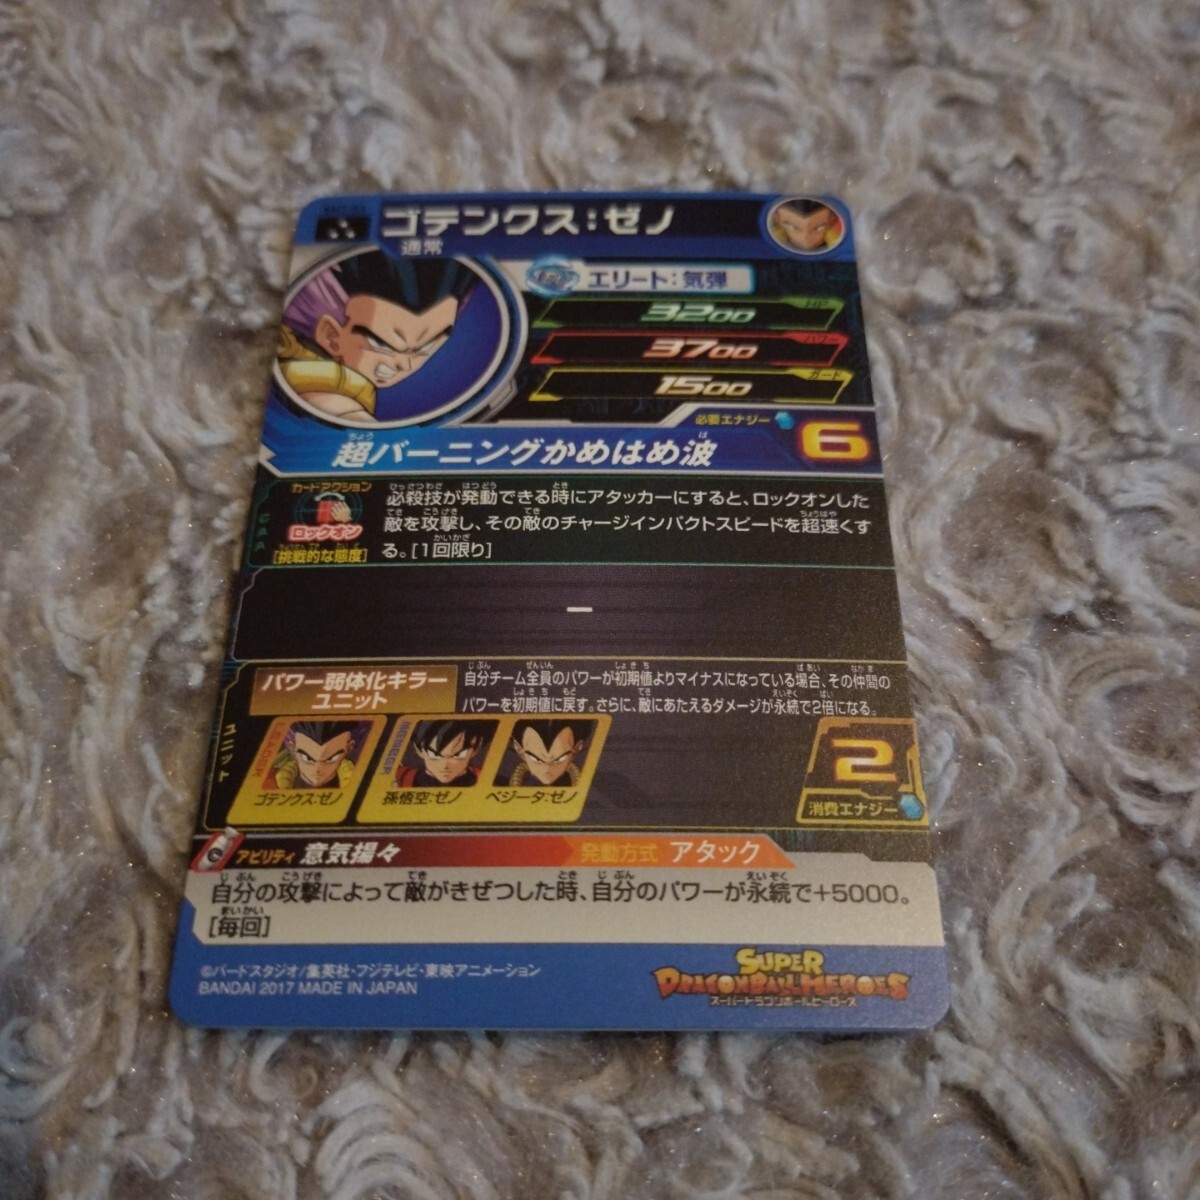 ゴテンクス：ゼノ
通常
エリート：気弾
HP
3200
パワー
3700
ガード
1500
必要エナジー
6
超バーニングかめはめ波
CAA
カードアクション
ロックオン
[挑戦的な態度]
必殺技が発動できる時にアタッカーにすると、ロックオンした
敵を攻撃し、その敵のチャージインパクトスピードを超速くす
る。[1回限り]
ー
ユニット
パワー弱体化キラー
ユニット
自分チーム全員のパワーが初期値よりマイナスになっている場合、その仲間の
パワーを初期値に戻す。さらに、敵にあたえるダメージが永続で2倍になる。
LEADER
ゴテンクス：ゼノ
MEMBER
孫悟空：ゼノ
ベジータ：ゼノ
2
消費エナジー
アビリティ 意気揚々
発動方式 アタック
自分の攻撃によって敵がきぜつした時、自分のパワーが永続で+5000。
[毎回]
©バードスタジオ/集英社・フジテレビ・東映アニメーション
BANDAI 2017 MADE IN JAPAN
SUPER
DRAGONBALL HEROES
スーパードラゴンボールヒーローズ